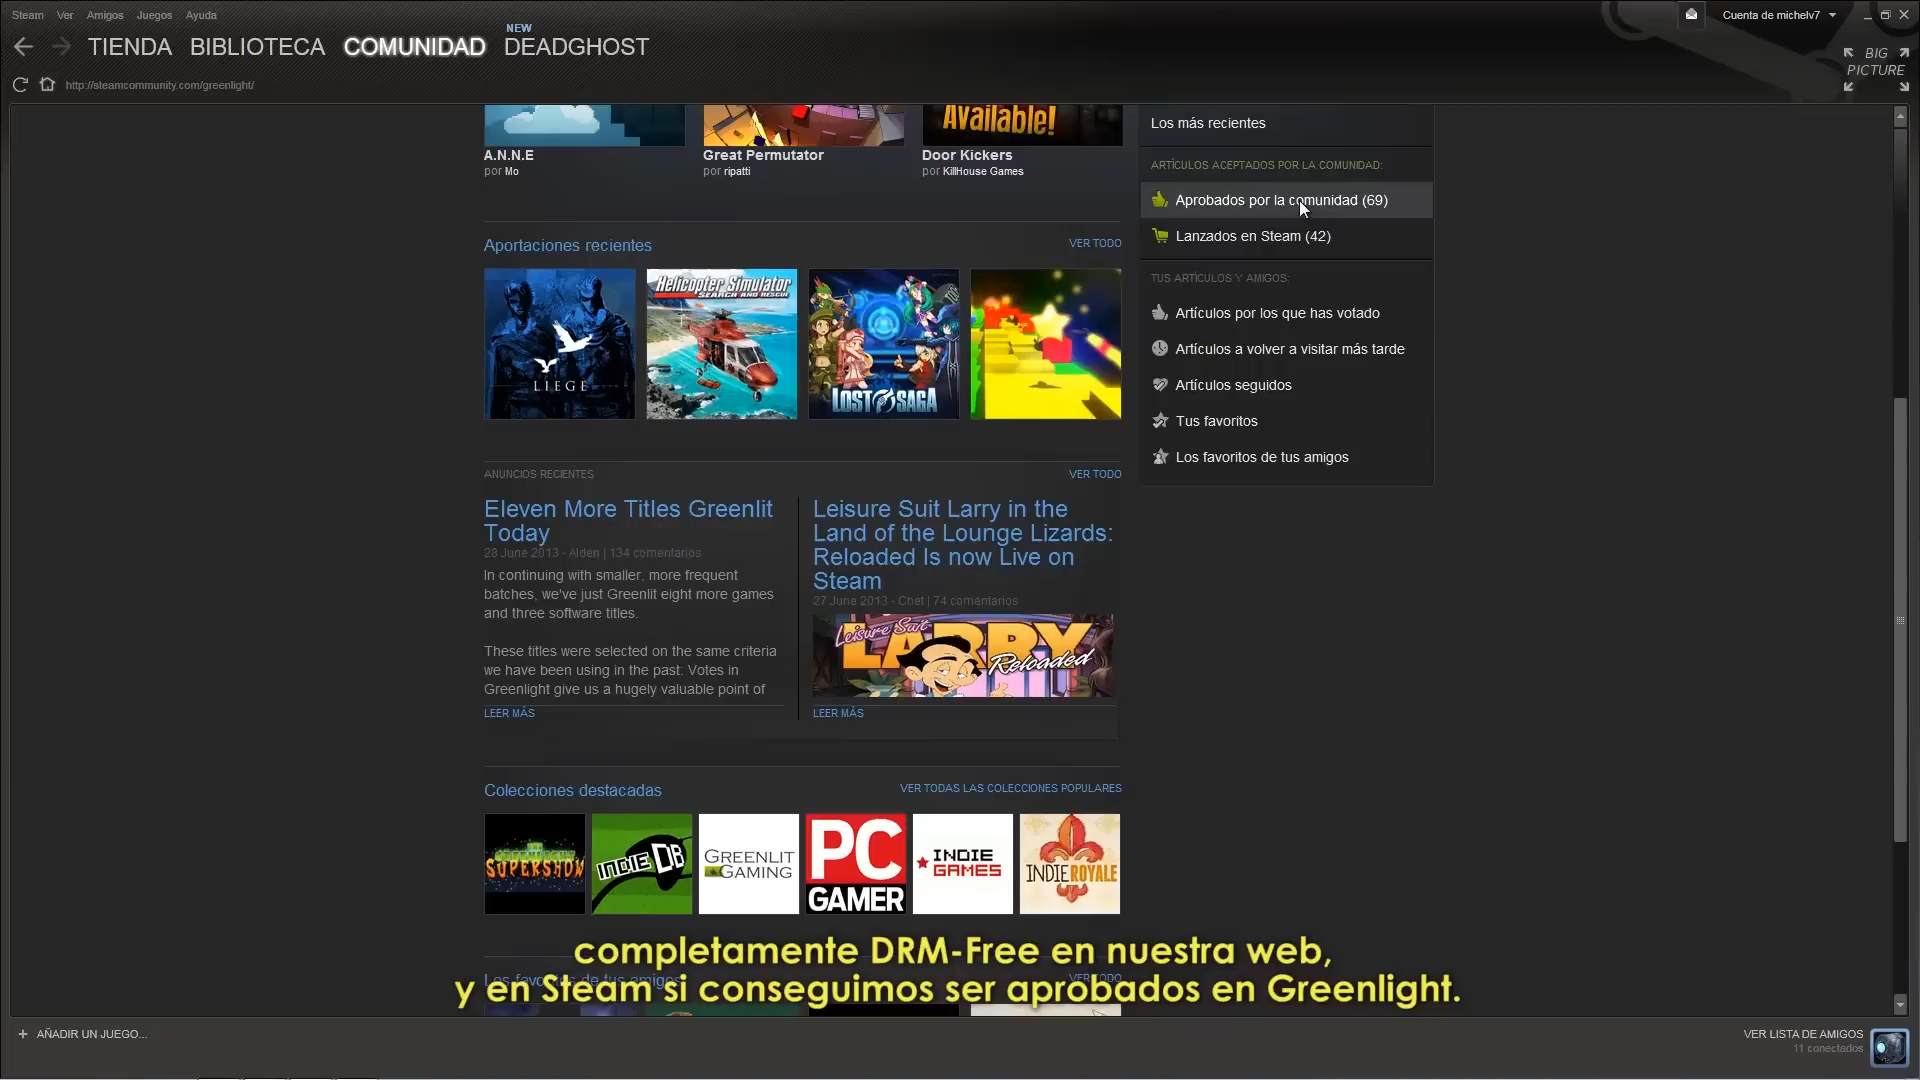 Steam Ver Amigos Juegos Ayuda
Cuenta de michelv7
TIENDA BIBLIOTECA COMUNIDAD NEW DEADGHOST
BIG PICTURE
http://steamcommunity.com/greenlight/
Available!
A.N.N.E
por Mo
Great Permutator
por ripatti
Door Kickers
por KillHouse Games
Los más recientes
ARTÍCULOS ACEPTADOS POR LA COMUNIDAD:
Aprobados por la comunidad (69)
Lanzados en Steam (42)
TUS ARTÍCULOS Y AMIGOS:
Artículos por los que has votado
Artículos a volver a visitar más tarde
Artículos seguidos
Tus favoritos
Los favoritos de tus amigos
Aportaciones recientes
VER TODO
LIEGE
Helicopter Simulator
SEARCH AND RESCUE
LOST SAGA
ANUNCIOS RECIENTES
VER TODO
Eleven More Titles Greenlit
Today
28 June 2013 - Alden | 134 comentarios
In continuing with smaller, more frequent
batches, we've just Greenlit eight more games
and three software titles.
These titles were selected on the same criteria
we have been using in the past: Votes in
Greenlight give us a hugely valuable point of
LEER MÁS
Leisure Suit Larry in the
Land of the Lounge Lizards:
Reloaded Is now Live on
Steam
27 June 2013 - Chet | 74 comentarios
Leisure Suit
LARRY
Reloaded
LEER MÁS
Colecciones destacadas
VER TODAS LAS COLECCIONES POPULARES
SUPERSHOW
INDIE DB
GREENLIT
GAMING
PC
GAMER
INDIE
GAMES
INDIE ROYALE
completamente DRM-Free en nuestra web,
Los favoritos de tus amigos
VER TODO
y en Steam si conseguimos ser aprobados en Greenlight.
+ AÑADIR UN JUEGO...
VER LISTA DE AMIGOS
11 conectados